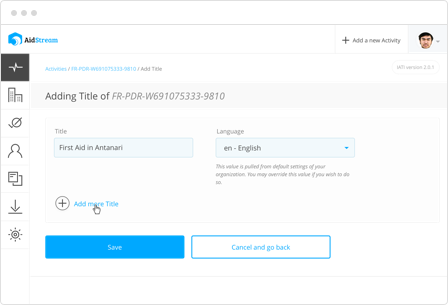 AidStream
Add a new Activity
Activities / FR-PDR-W691075333-9810 / Add Title
IATI version 2.0.1
Adding Title of FR-PDR-W691075333-9810
Title
Language
First Aid in Antanari
en - English
This value is pulled from default settings of your
organization. You may override this value if you wish to do
so.
Add more Title
Save
Cancel and go back